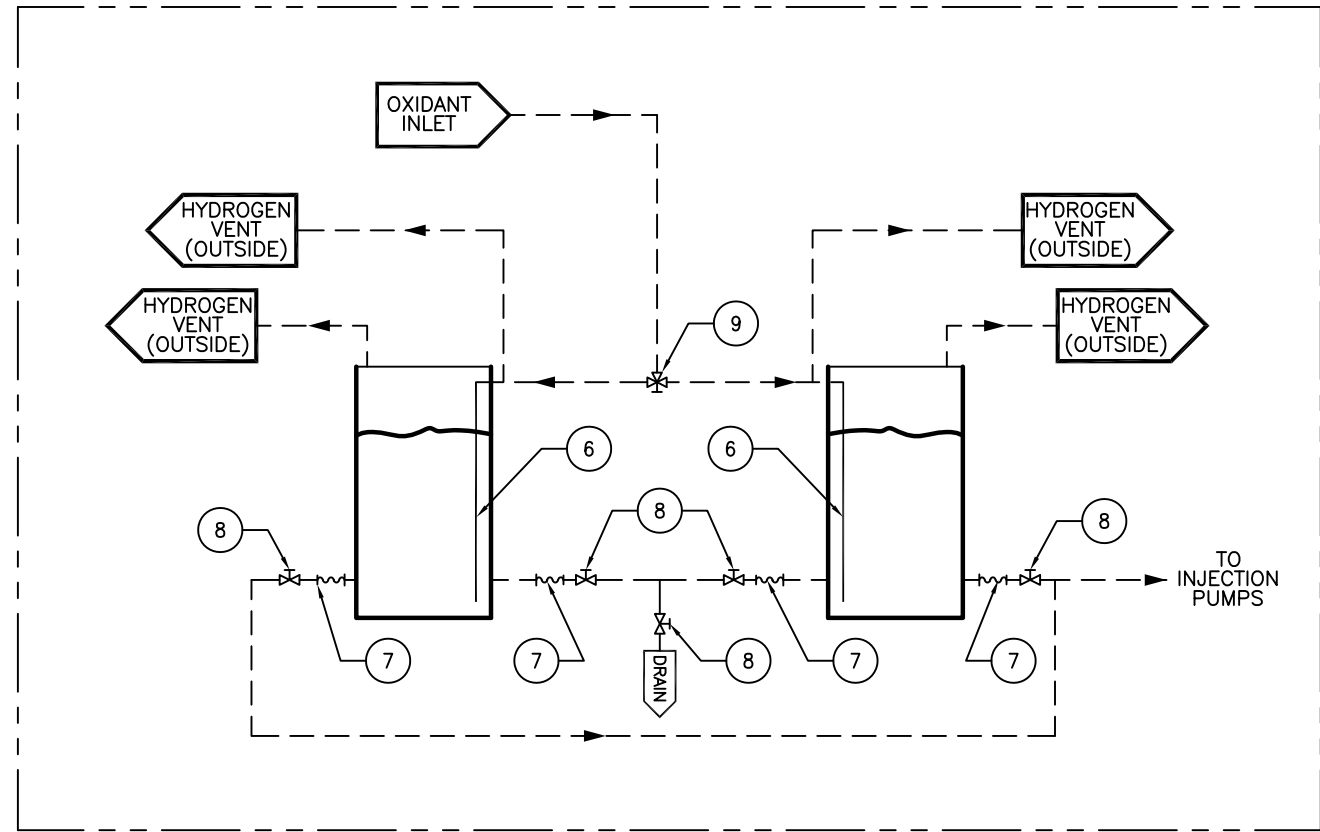 OXIDANT
INLET
HYDROGEN
VENT
(OUTSIDE)
HYDROGEN
VENT
(OUTSIDE)
HYDROGEN
VENT
(OUTSIDE)
HYDROGEN
VENT
(OUTSIDE)
9
6
6
8
8
8
TO
INJECTION
PUMPS
7
7
DRAIN
8
7
7